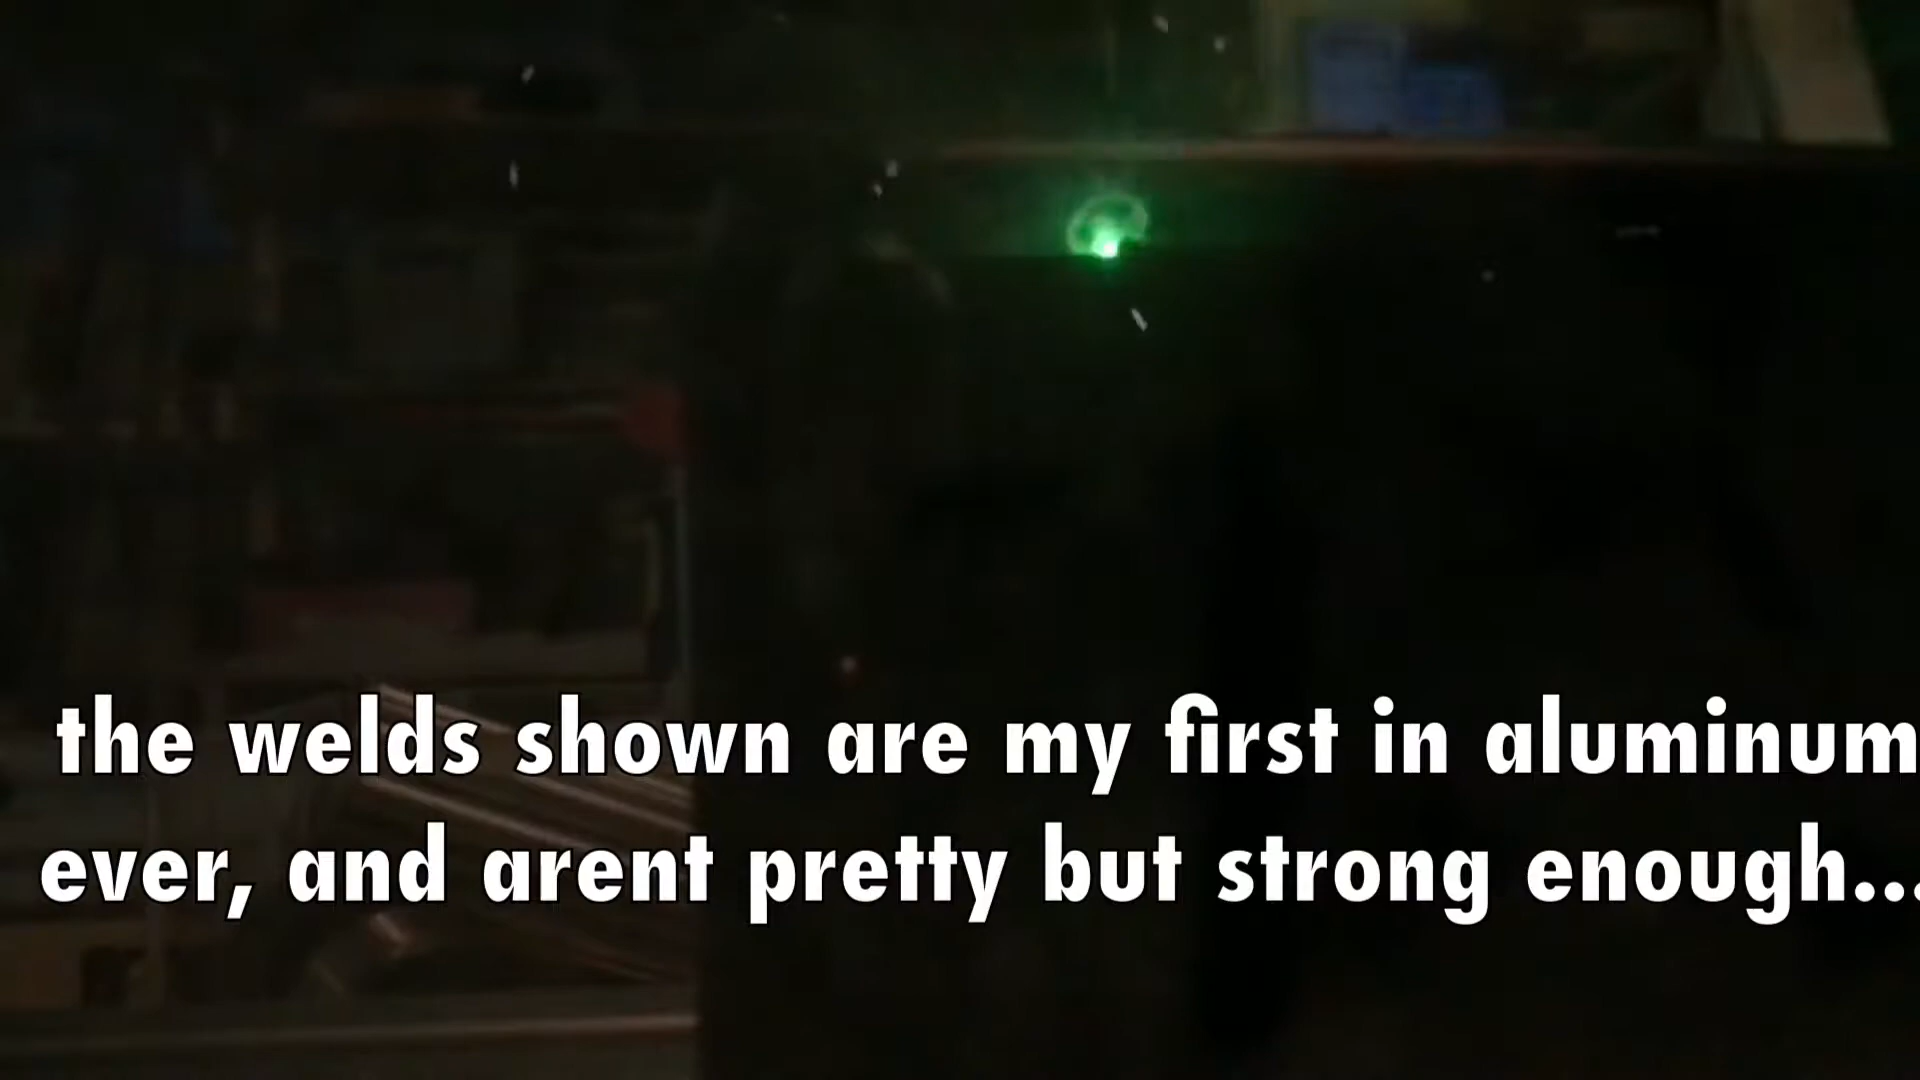 the welds shown are my first in aluminum
ever, and arent pretty but strong enough...